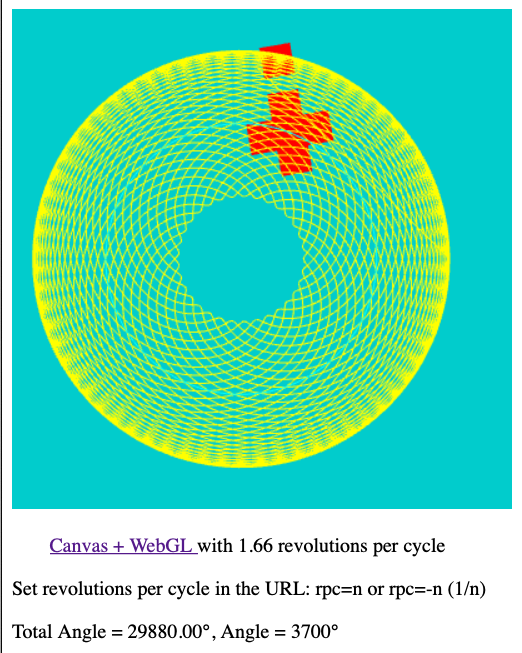 Canvas + WebGL with 1.66 revolutions per cycle
Set revolutions per cycle in the URL: rpc=n or rpc=-n (1/n)
Total Angle = 29880.00°, Angle = 3700°